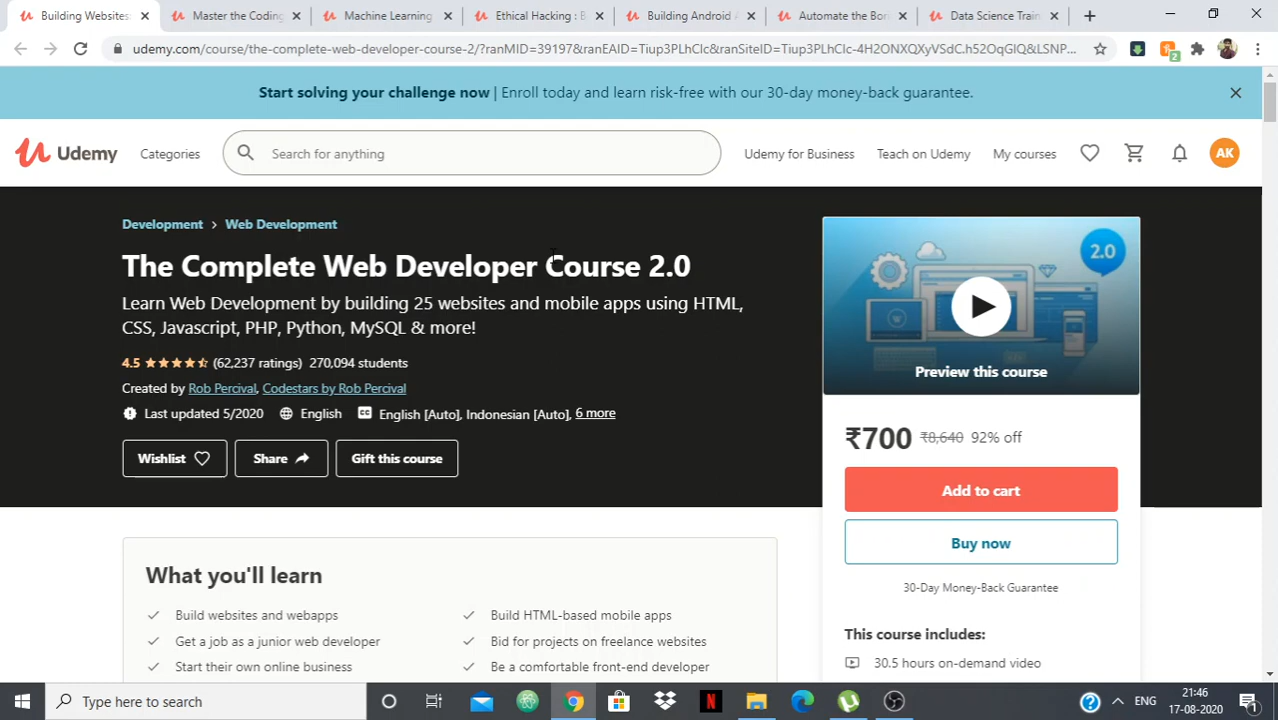 Building Websites:
Master the Coding
Machine Learning
Ethical Hacking : B
Building Android A
Automate the Bori
Data Science Train
udemy.com/course/the-complete-web-developer-course-2/?ranMID=39197&ranEAID=Tiup3PLhCIc&ranSiteID=Tiup3PLhCIc-4H2ONXQXyVSdC.h52OqGIQ&LSNP...
2
Start solving your challenge now | Enroll today and learn risk-free with our 30-day money-back guarantee.
Udemy
Categories
Search for anything
Udemy for Business
Teach on Udemy
My courses
AK
Development > Web Development
The Complete Web Developer Course 2.0
Learn Web Development by building 25 websites and mobile apps using HTML,
CSS, Javascript, PHP, Python, MySQL & more!
4.5 (62,237 ratings) 270,094 students
Created by Rob Percival, Codestars by Rob Percival
Last updated 5/2020 English CC English [Auto], Indonesian [Auto], 6 more
Wishlist
Share
Gift this course
2.0
Preview this course
₹700 ₹8,640 92% off
Add to cart
Buy now
30-Day Money-Back Guarantee
This course includes:
30.5 hours on-demand video
What you'll learn
Build websites and webapps
Build HTML-based mobile apps
Get a job as a junior web developer
Bid for projects on freelance websites
Start their own online business
Be a comfortable front-end developer
Type here to search
N
ENG
21:46
17-08-2020
1